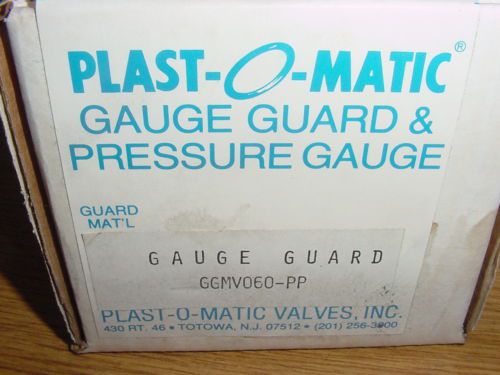 PLAST-O-MATIC®
GAUGE GUARD &
PRESSURE GAUGE
GUARD
MAT'L
GAUGE GUARD
GGMV060-PP
PLAST-O-MATIC VALVES, INC.
430 RT. 46 • TOTOWA, N.J. 07512 • (201) 256-3000